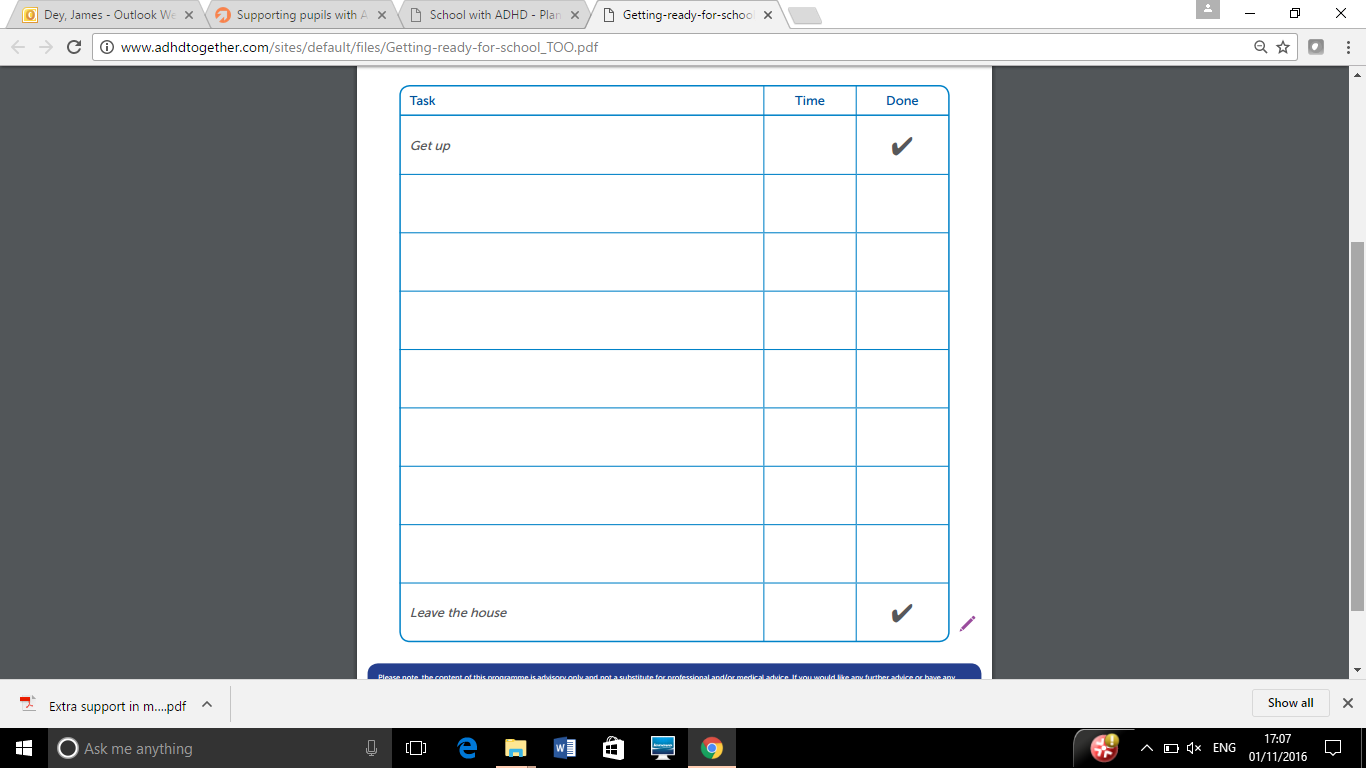 Dey, James - Outlook We
Supporting pupils with A
School with ADHD - Plan
Getting-ready-for-school
www.adhdtogether.com/sites/default/files/Getting-ready-for-school_TOO.pdf
Task Time Done
Get up ✔
Leave the house ✔
Please note, the content of this programme is advisory only and not a substitute for professional and/or medical advice. If you would like any further advice or have any
Extra support in m....pdf
Show all
Ask me anything
ENG
17:07
01/11/2016